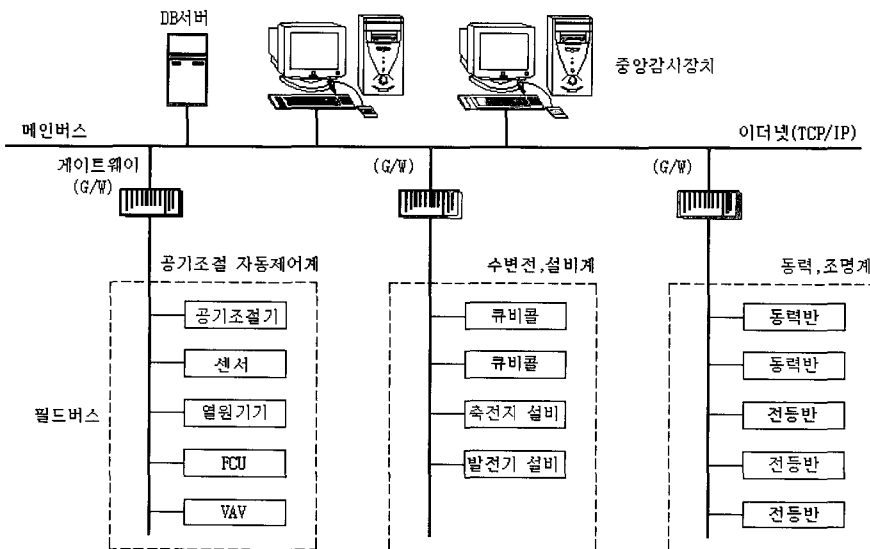 DB서버
중앙감시장치
메인버스
이더넷(TCP/IP)
게이트웨이
(G/W)
(G/W)
(G/W)
공기조절 자동제어계
수변전,설비계
동력,조명계
공기조절기
센서
열원기기
FCU
VAV
필드버스
큐비콜
큐비콜
축전지 설비
발전기 설비
동력반
동력반
전등반
전등반
전등반